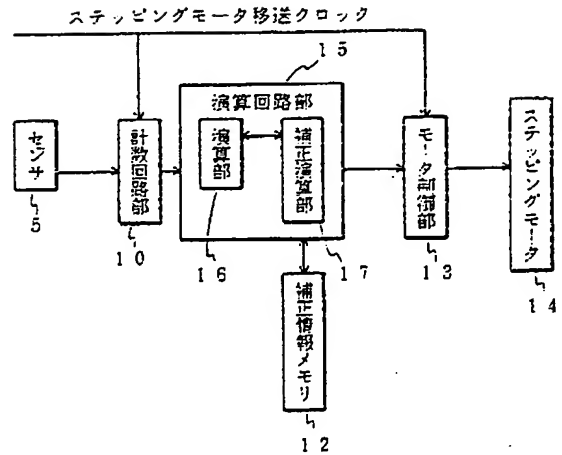 ステッピングモータ移送クロック
15
演算回路部
センサ
5
計数回路部
10
演算部
16
補正演算部
17
モータ制御部
13
ステッピングモータ
14
補正情報メモリ
12